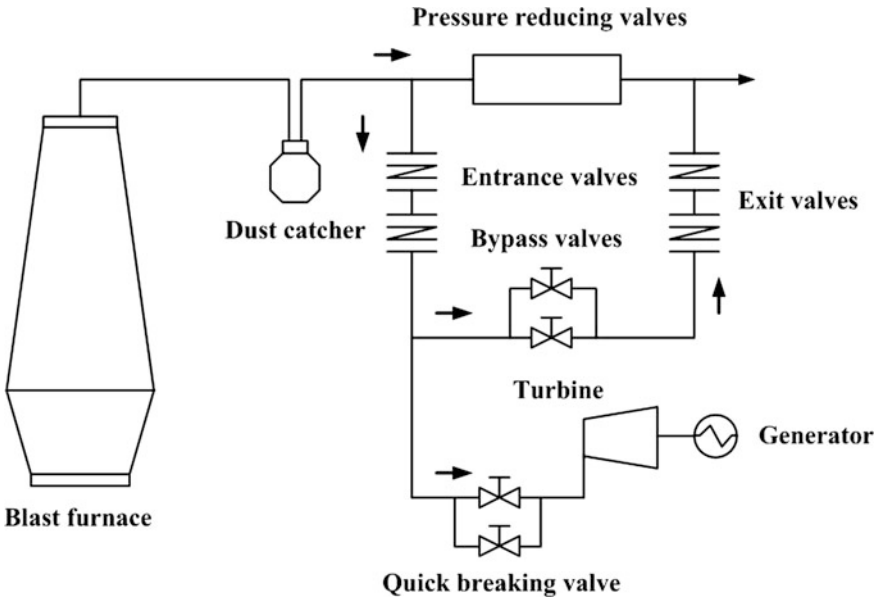 Pressure reducing valves
Entrance valves
Exit valves
Dust catcher
Bypass valves
Turbine
Generator
Blast furnace
Quick breaking valve